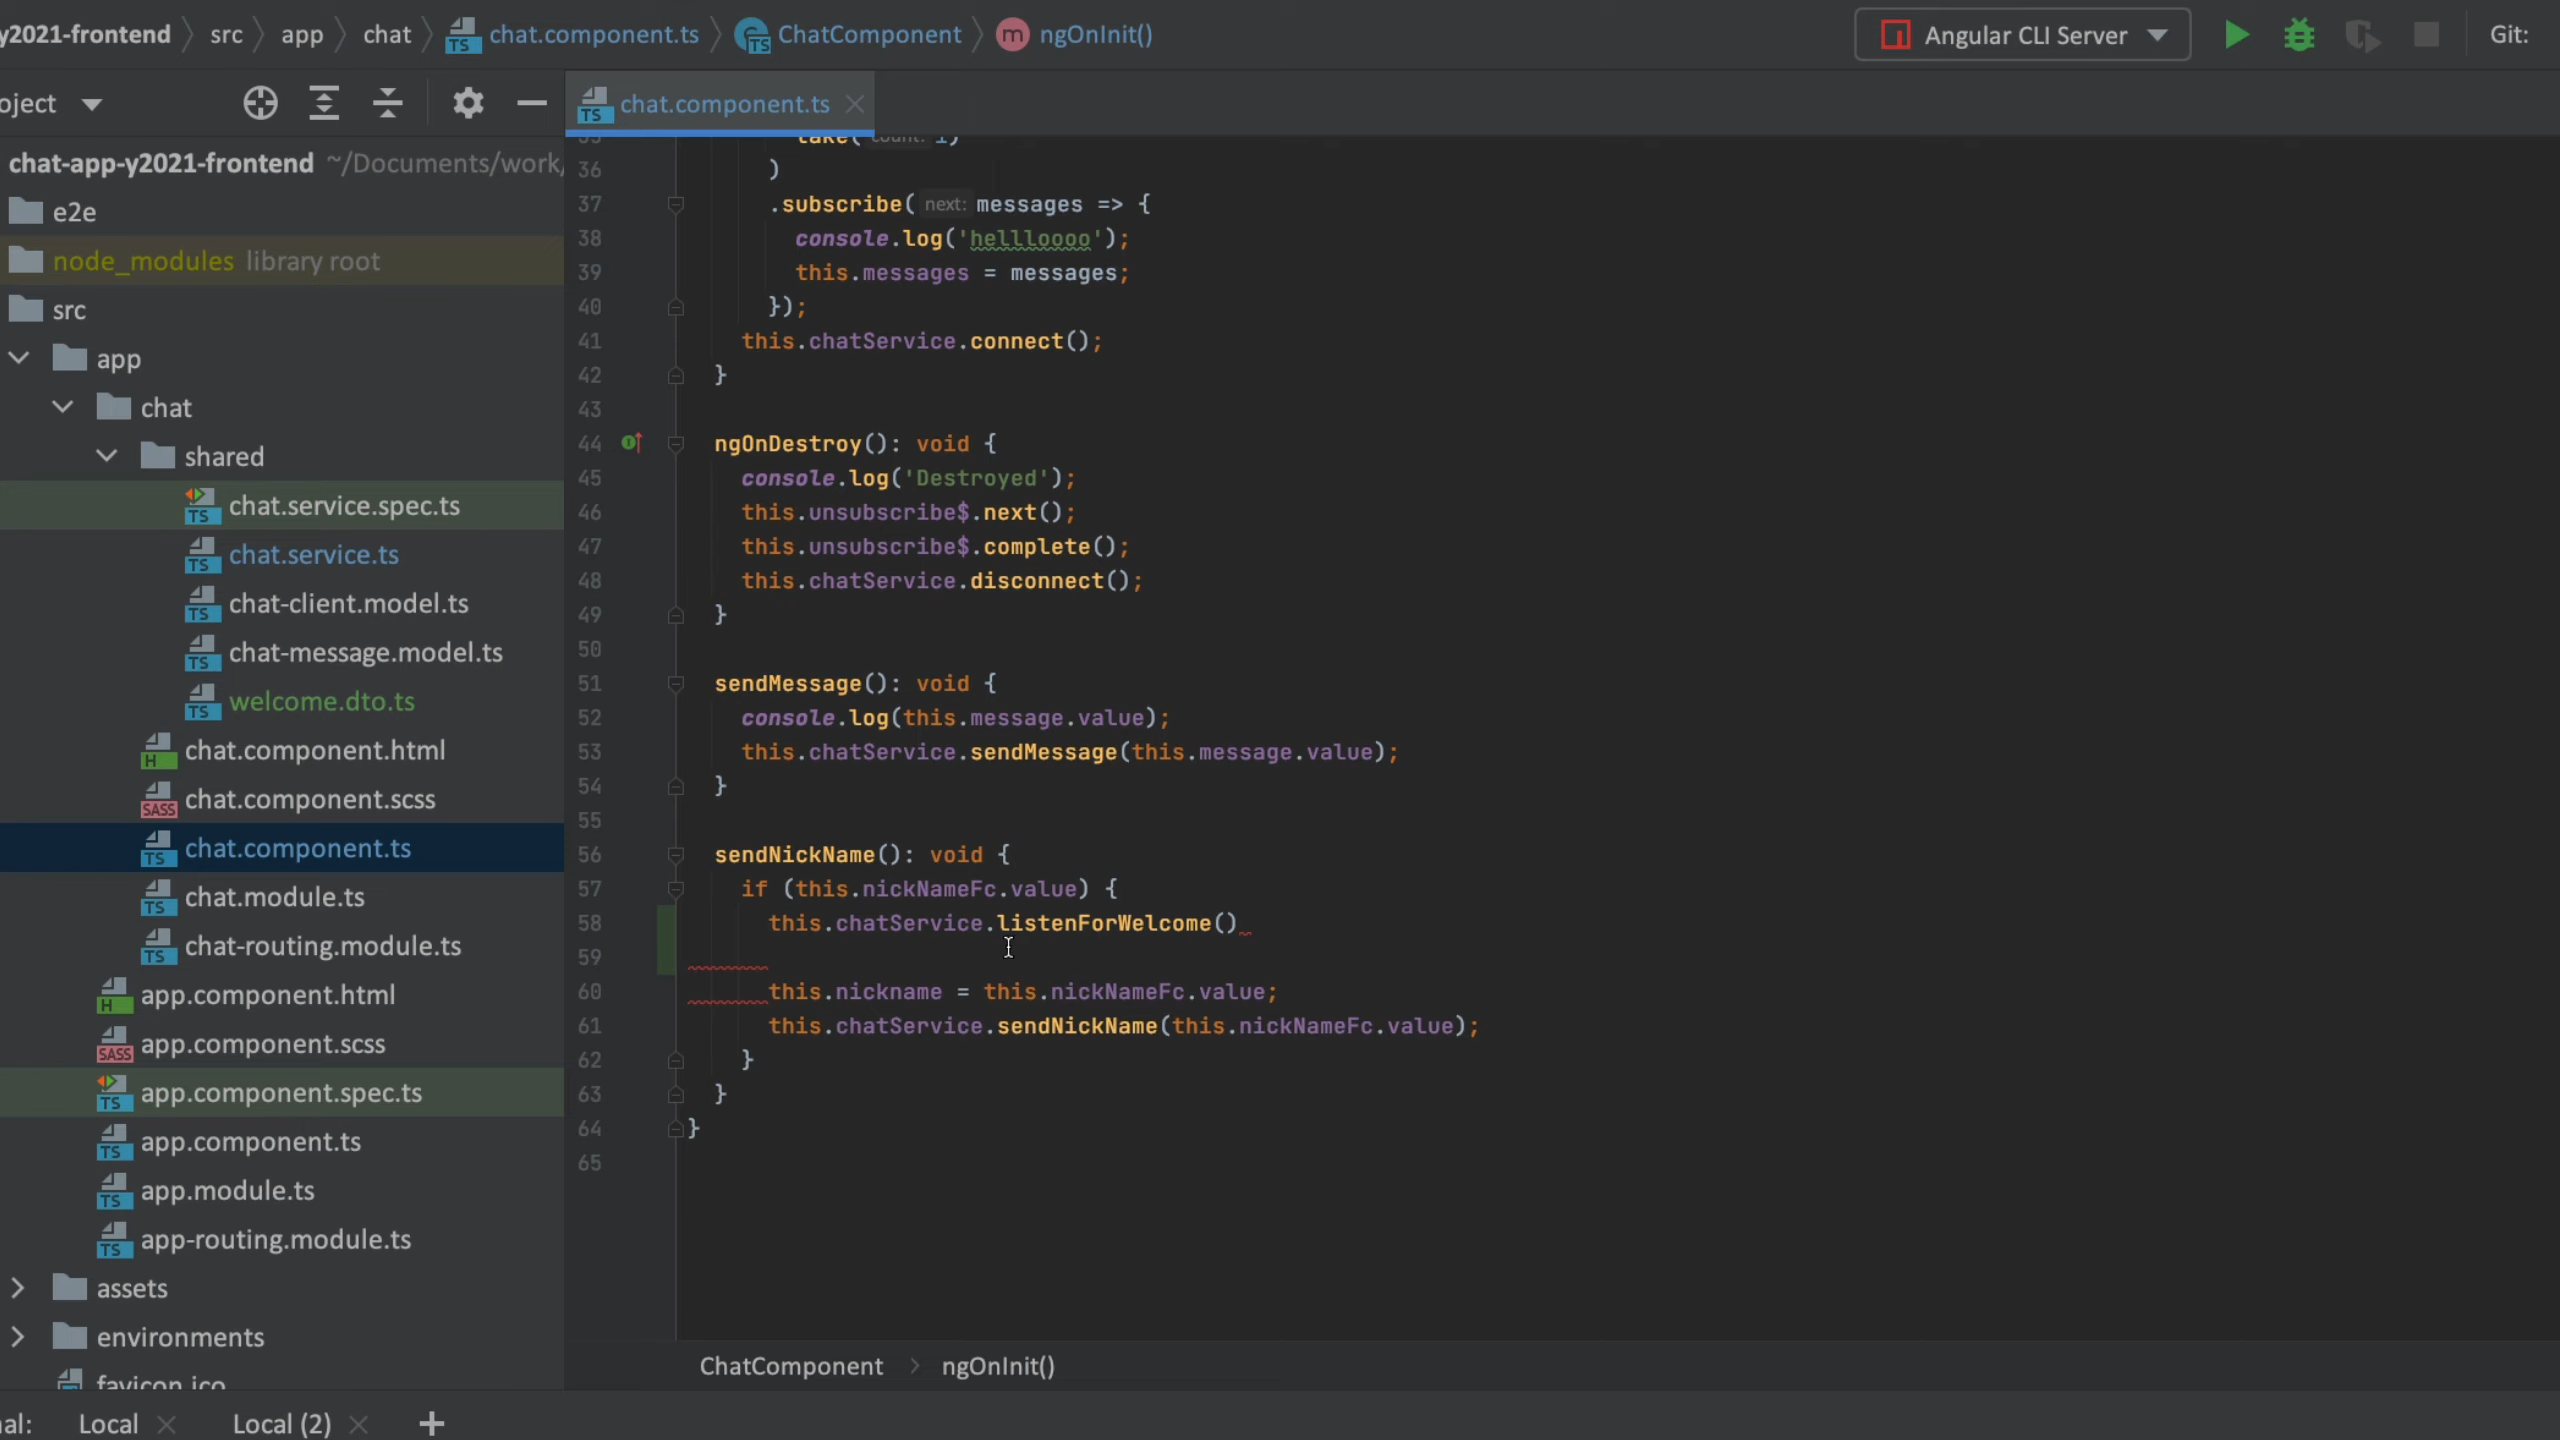 y2021-frontend src app chat chat.component.ts ChatComponent m ngOnInit() Angular CLI Server Git:
oject
chat.component.ts
chat-app-y2021-frontend ~/Documents/work/
e2e
node_modules library root
src
app
chat
shared
chat.service.spec.ts
chat.service.ts
chat-client.model.ts
chat-message.model.ts
welcome.dto.ts
chat.component.html
chat.component.scss
chat.component.ts
chat.module.ts
chat-routing.module.ts
app.component.html
app.component.scss
app.component.spec.ts
app.component.ts
app.module.ts
app-routing.module.ts
assets
environments
favicon.ico
35 take( count: 1)
36 )
37 .subscribe( next: messages => {
38 console.log('hellloooo');
39 this.messages = messages;
40 });
41 this.chatService.connect();
42 }
43
44 ngOnDestroy(): void {
45 console.log('Destroyed');
46 this.unsubscribe$.next();
47 this.unsubscribe$.complete();
48 this.chatService.disconnect();
49 }
50
51 sendMessage(): void {
52 console.log(this.message.value);
53 this.chatService.sendMessage(this.message.value);
54 }
55
56 sendNickName(): void {
57 if (this.nickNameFc.value) {
58 this.chatService.listenForWelcome()
59
60 this.nickname = this.nickNameFc.value;
61 this.chatService.sendNickName(this.nickNameFc.value);
62 }
63 }
64 }
65
ChatComponent > ngOnInit()
nal: Local Local (2)